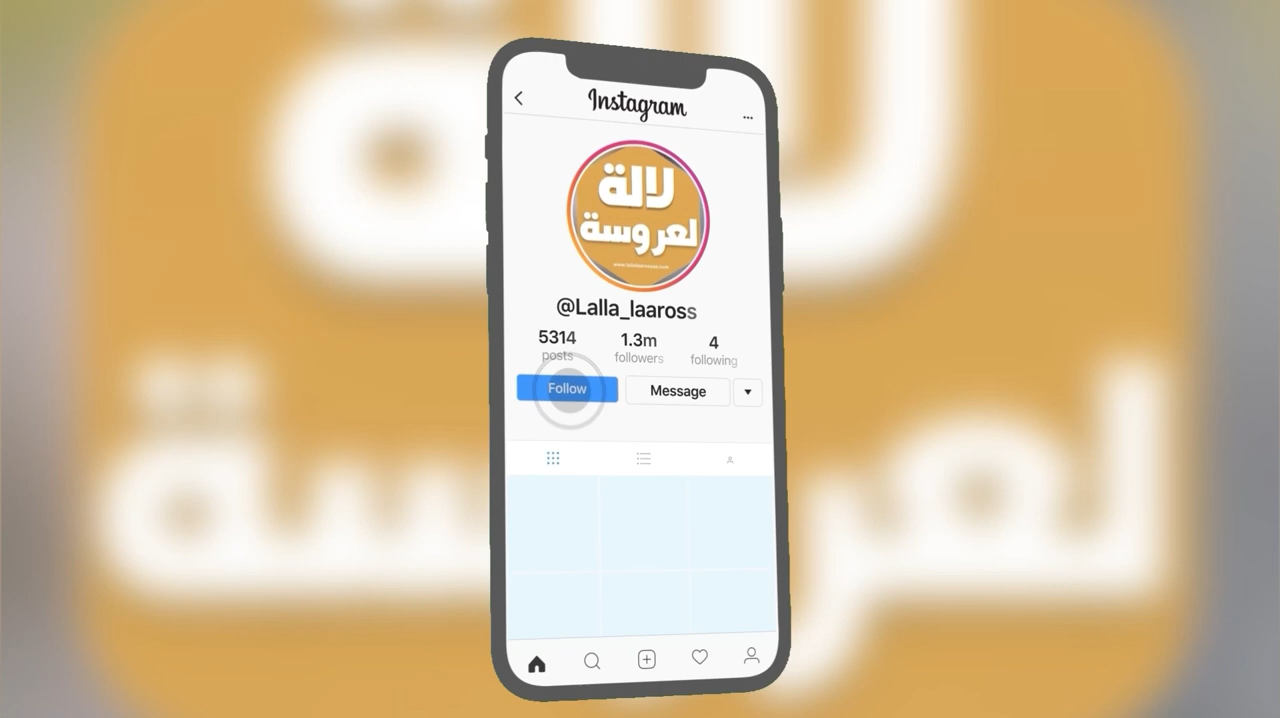 Instagram
...
لالة
لعروسة
@Lalla_laaross
5314 1.3m 4
posts followers following
Follow Message